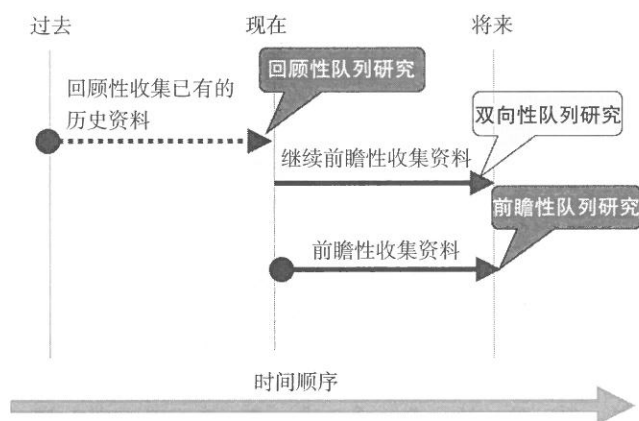 过去
现在
将来
回顾性队列研究
回顾性收集已有的
历史资料
双向性队列研究
继续前瞻性收集资料
前瞻性队列研究
前瞻性收集资料
时间顺序